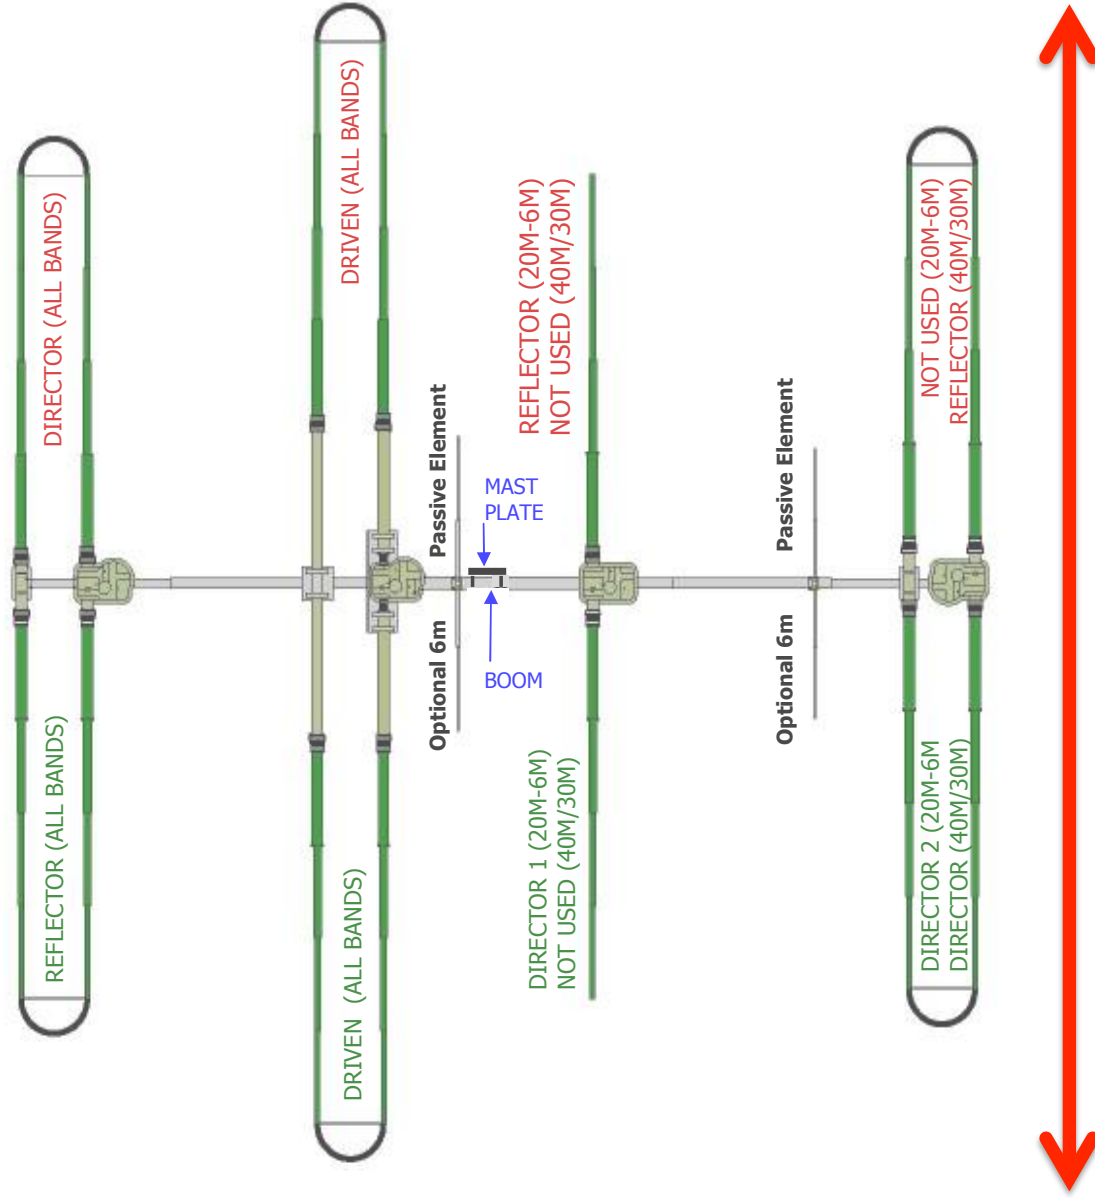 DIRECTOR (ALL BANDS)
DRIVEN (ALL BANDS)
REFLECTOR (20M-6M)
NOT USED (40M/30M)
NOT USED (20M-6M)
REFLECTOR (40M/30M)
Optional 6m Passive Element
MAST
PLATE
BOOM
Optional 6m Passive Element
REFLECTOR (ALL BANDS)
DRIVEN (ALL BANDS)
DIRECTOR 1 (20M-6M)
NOT USED (40M/30M)
DIRECTOR 2 (20M-6M
DIRECTOR (40M/30M)